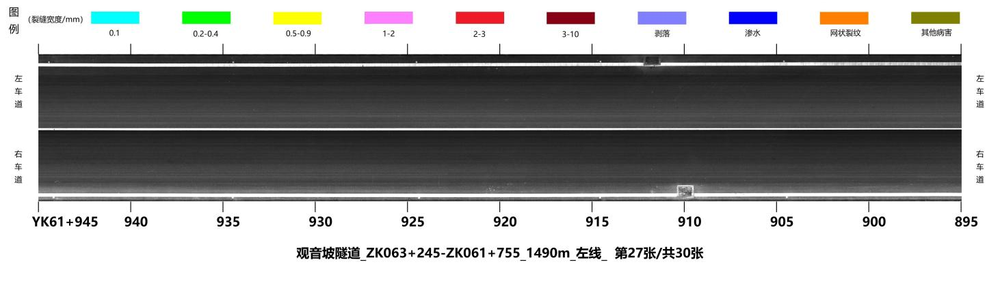 图例
(裂缝宽度/mm)
0.1
0.2-0.4
0.5-0.9
1-2
2-3
3-10
剥落
渗水
网状裂纹
其他病害
左车道
左车道
右车道
右车道
YK61+945 940 935 930 925 920 915 910 905 900 895
观音坡隧道_ZK063+245-ZK061+755_1490m_左线_ 第27张/共30张